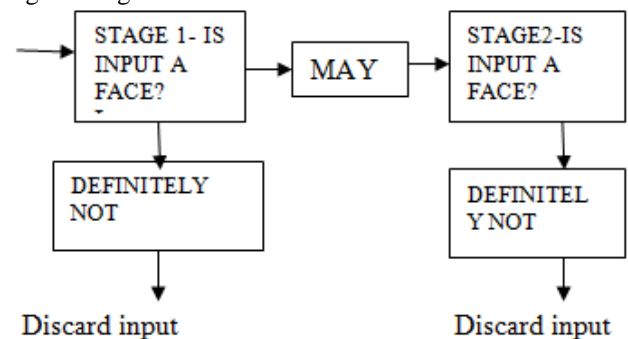 STAGE 1- IS
INPUT A
FACE?
MAY
STAGE2-IS
INPUT A
FACE?
DEFINITELY
NOT
DEFINITEL
Y NOT
Discard input
Discard input